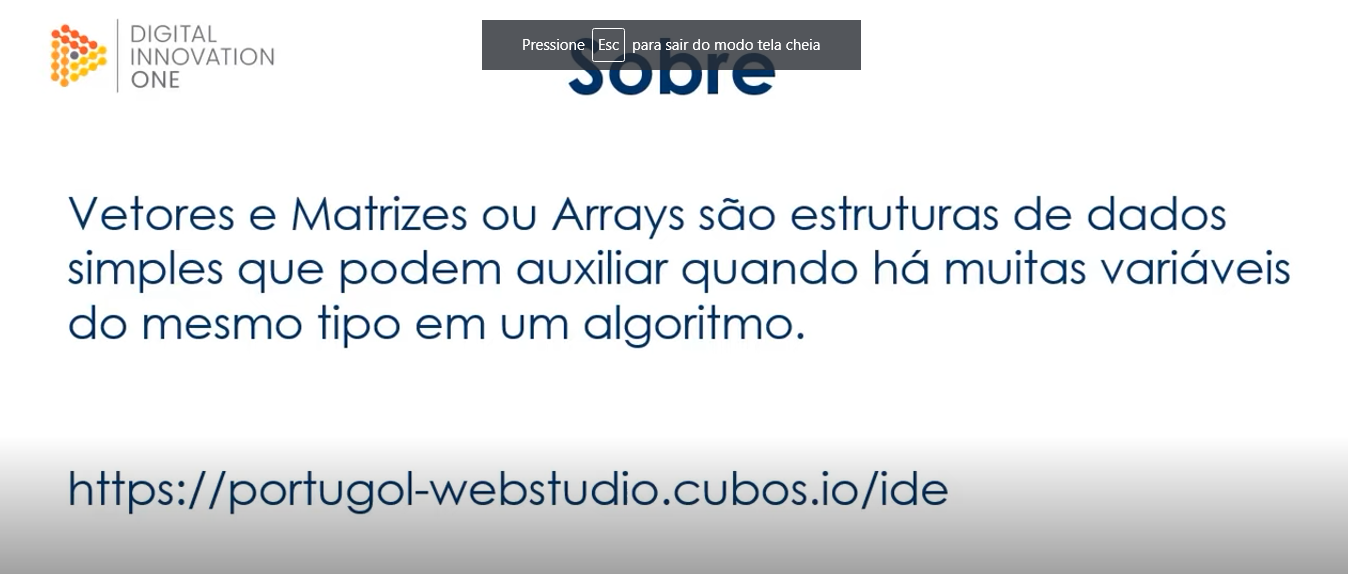 DIGITAL
INNOVATION
ONE
Pressione Esc para sair do modo tela cheia
Sobre
Vetores e Matrizes ou Arrays são estruturas de dados
simples que podem auxiliar quando há muitas variáveis
do mesmo tipo em um algoritmo.
https://portugol-webstudio.cubos.io/ide